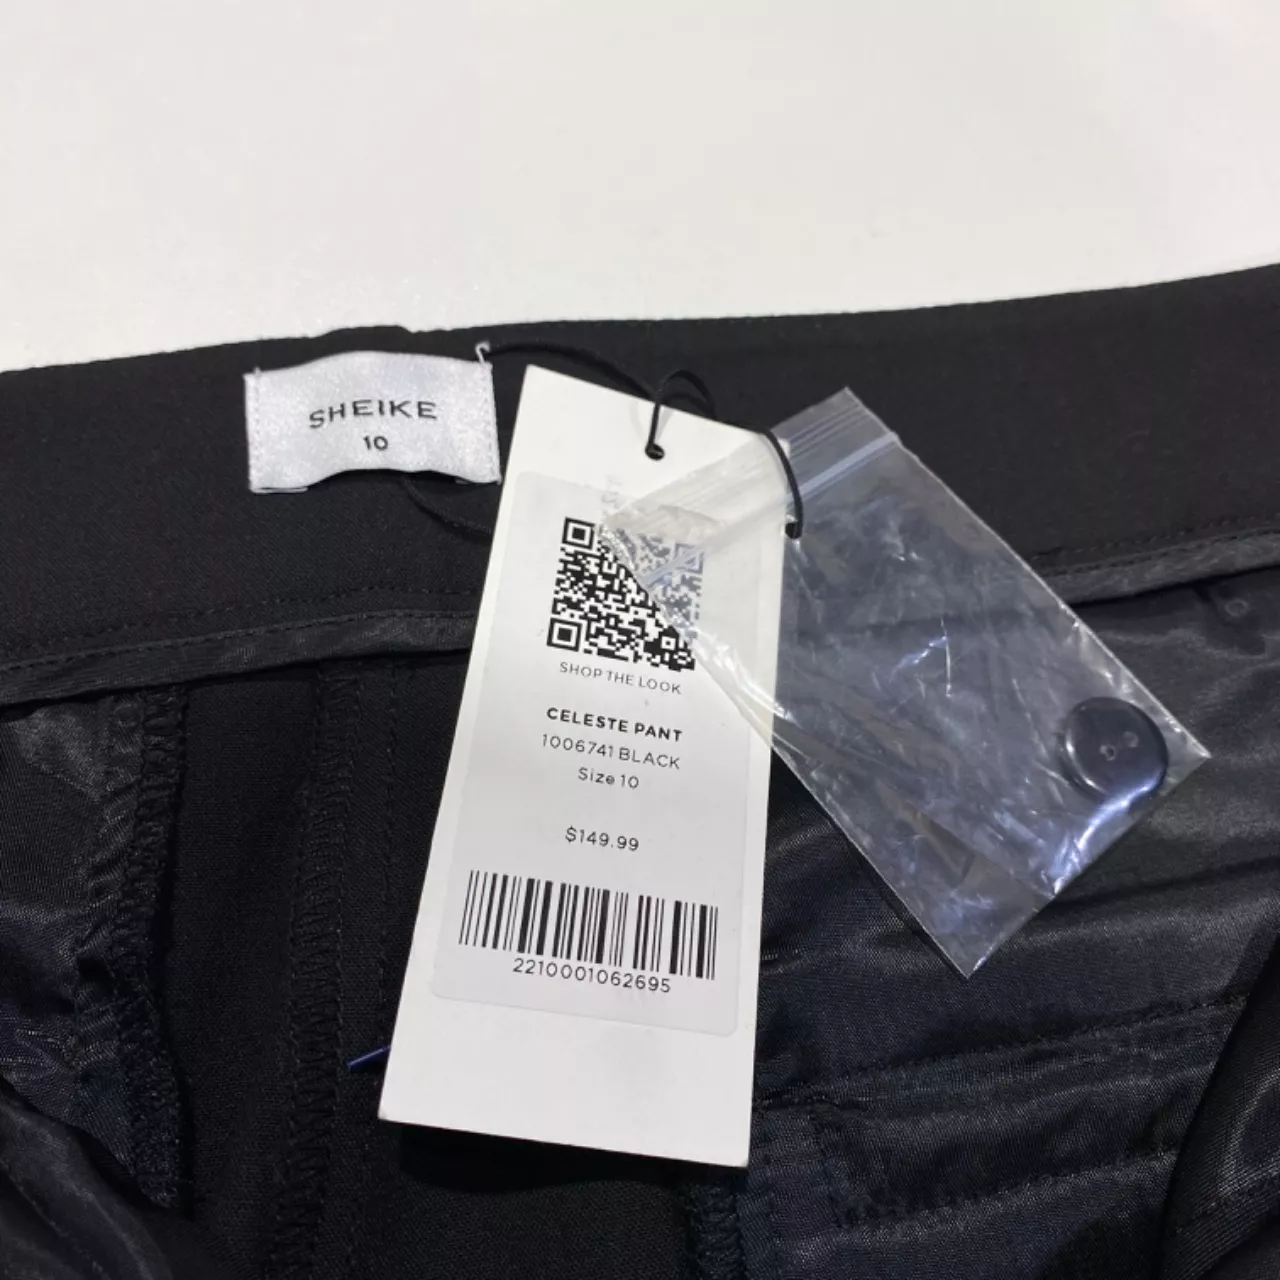 SHEIKE
10
SHOP THE LOOK
CELESTE PANT
1006741 BLACK
Size 10
$149.99
2210001062695